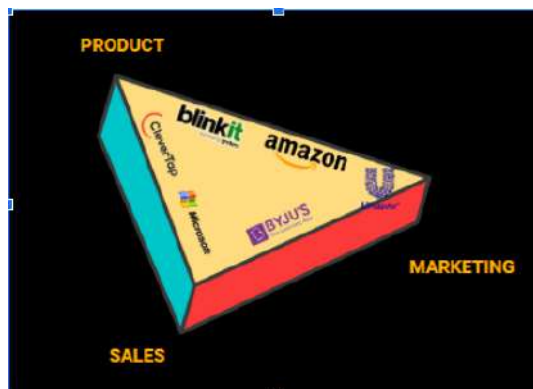 PRODUCT
blinkit
CleverTap
amazon
Microsoft
BYJU'S
MARKETING
SALES